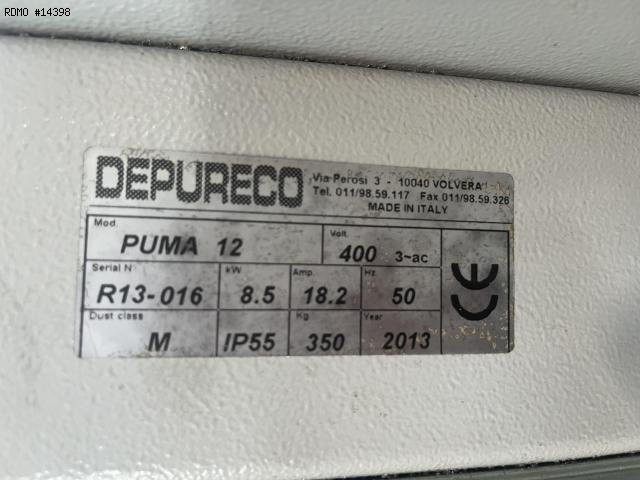 RDMO #14398
DEPURECO
Via Perosi 3 - 10040 VOLVERA
Tel. 011/98.59.117 Fax 011/98.59.326
MADE IN ITALY
Mod. Volt.
PUMA 12 400 3~ac
Serial N. kW Amp. Hz
R13-016 8.5 18.2 50
Dust class Kg Year
M IP55 350 2013
CE